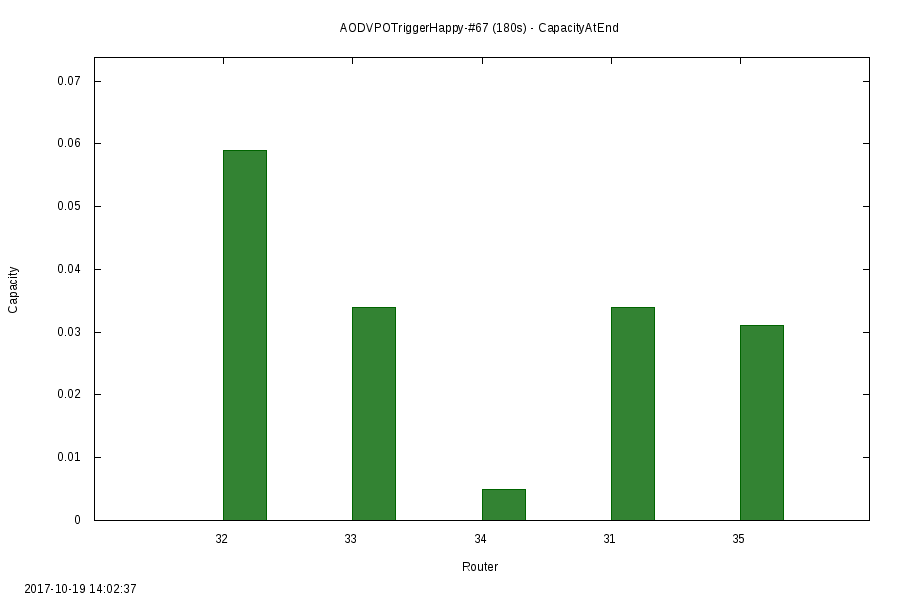 AODVPOTriggerHappy-#67 (180s) - CapacityAtEnd
0.07
0.06
0.05
0.04
0.03
0.02
0.01
0
Capacity
32 33 34 31 35
Router
2017-10-19 14:02:37